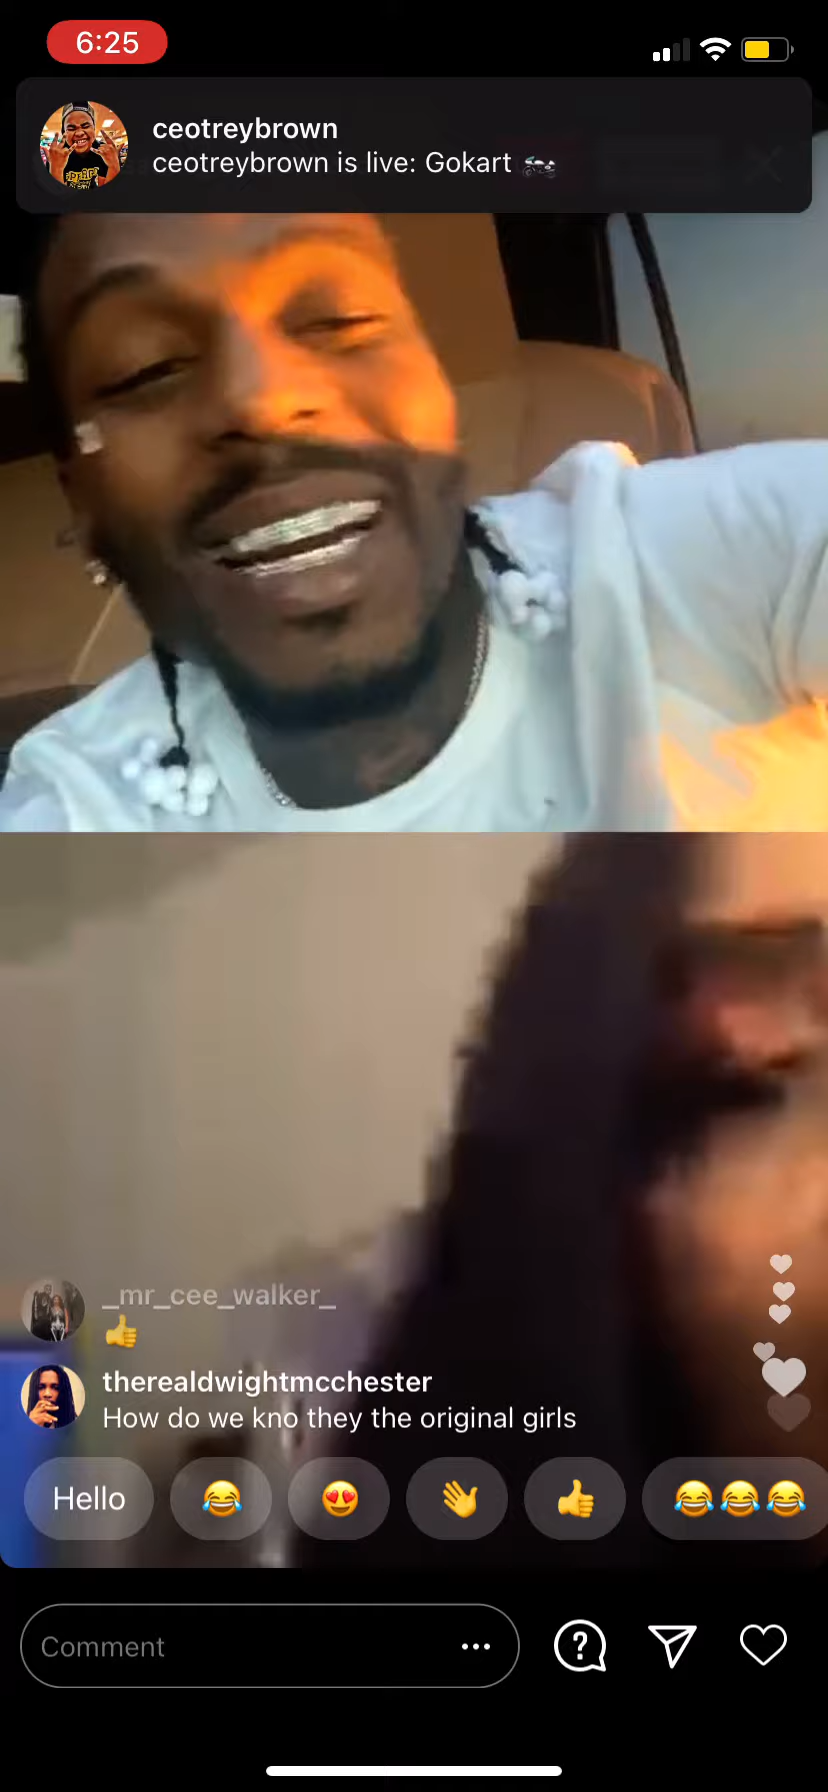 6:25
ceotreybrown
ceotreybrown is live: Gokart 🏍️
_mr_cee_walker_
👍
therealdwightmcchester
How do we kno they the original girls
Hello
😂
😍
👋
👍
😂😂😂
Comment